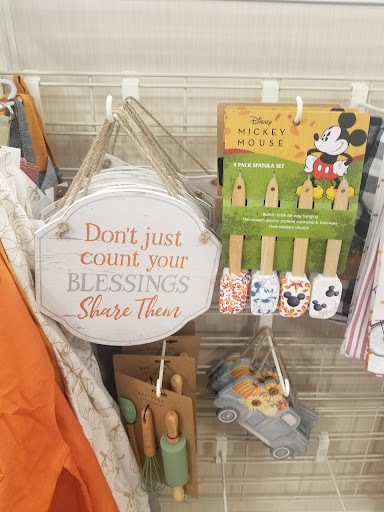 Don't just
count your
BLESSINGS
Share Them
Disney
MICKEY
MOUSE
4 PACK SPATULA SET